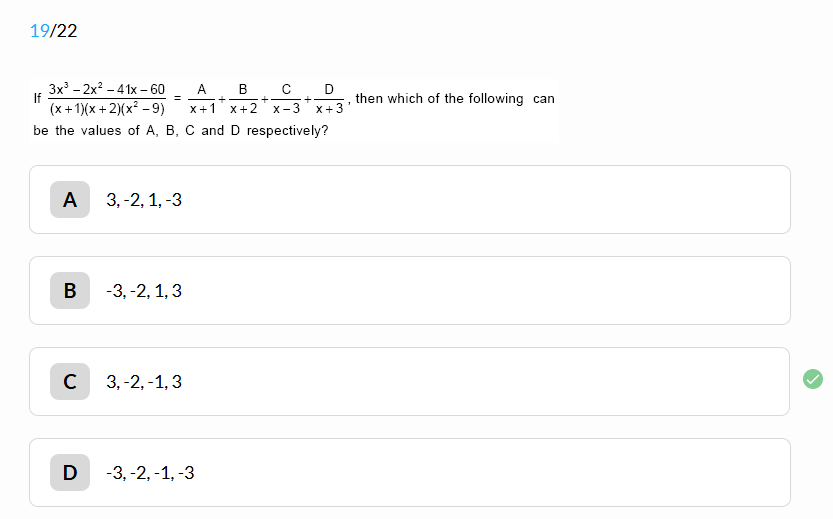 19/22
If (3x³ – 2x² – 41x – 60)/((x + 1)(x + 2)(x² – 9)) = A/(x + 1) + B/(x + 2) + C/(x – 3) + D/(x + 3), then which of the following can
be the values of A, B, C and D respectively?
A 3, -2, 1, -3
B -3, -2, 1, 3
C 3, -2, -1, 3
D -3, -2, -1, -3